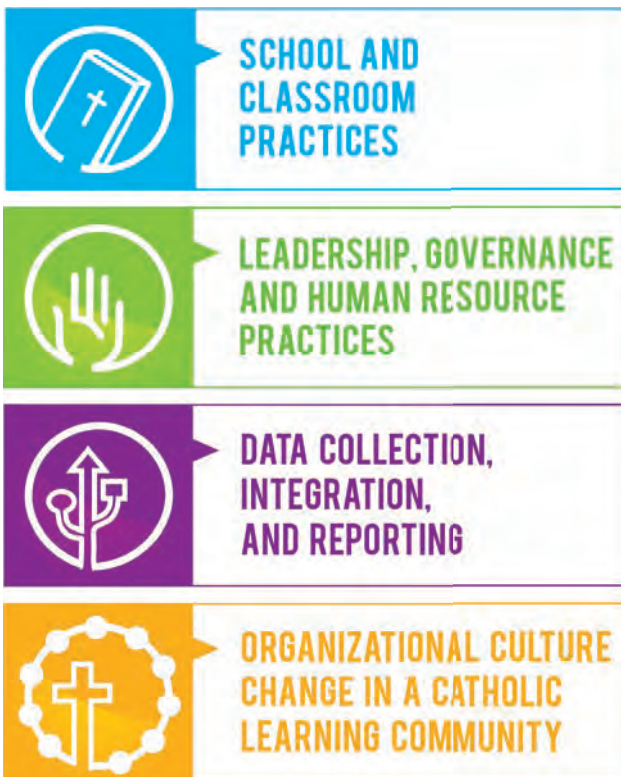 SCHOOL AND
CLASSROOM
PRACTICES
LEADERSHIP, GOVERNANCE
AND HUMAN RESOURCE
PRACTICES
DATA COLLECTION,
INTEGRATION,
AND REPORTING
ORGANIZATIONAL CULTURE
CHANGE IN A CATHOLIC
LEARNING COMMUNITY